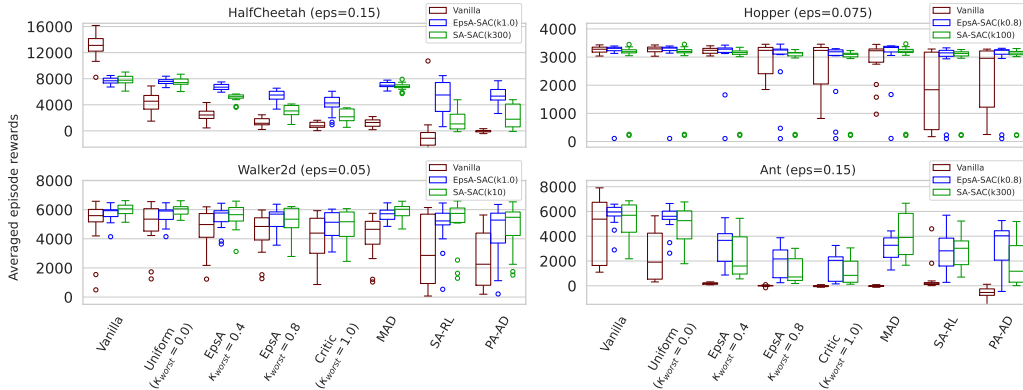 HalfCheetah (eps=0.15)
Vanilla
EpsA-SAC(k1.0)
SA-SAC(k300)
16000
12000
8000
4000
0
Hopper (eps=0.075)
Vanilla
EpsA-SAC(k0.8)
SA-SAC(k100)
4000
3000
2000
1000
0
Averaged episode rewards
Walker2d (eps=0.05)
Vanilla
EpsA-SAC(k1.0)
SA-SAC(k10)
8000
6000
4000
2000
0
Vanilla
Uniform
(κworst = 0.0)
EpsA
κworst = 0.4
EpsA
κworst = 0.8
Critic
(κworst = 1.0)
MAD
SA-RL
PA-AD
Ant (eps=0.15)
Vanilla
EpsA-SAC(k0.8)
SA-SAC(k300)
8000
6000
4000
2000
0
Vanilla
Uniform
(κworst = 0.0)
EpsA
κworst = 0.4
EpsA
κworst = 0.8
Critic
(κworst = 1.0)
MAD
SA-RL
PA-AD